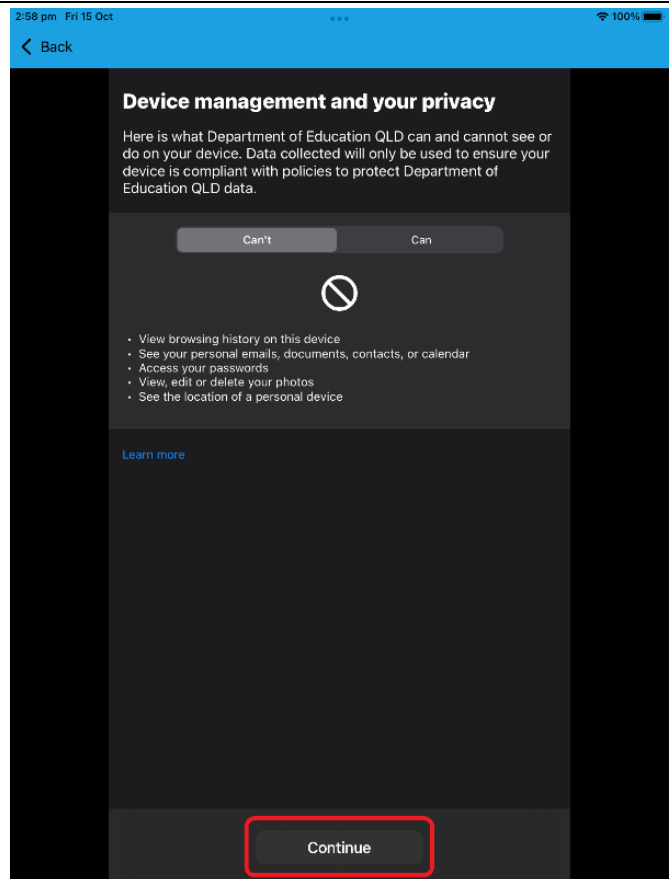 2:58 pm Fri 15 Oct
100%
Back
Device management and your privacy
Here is what Department of Education QLD can and cannot see or
do on your device. Data collected will only be used to ensure your
device is compliant with policies to protect Department of
Education QLD data.
Can't
Can
• View browsing history on this device
• See your personal emails, documents, contacts, or calendar
• Access your passwords
• View, edit or delete your photos
• See the location of a personal device
Learn more
Continue